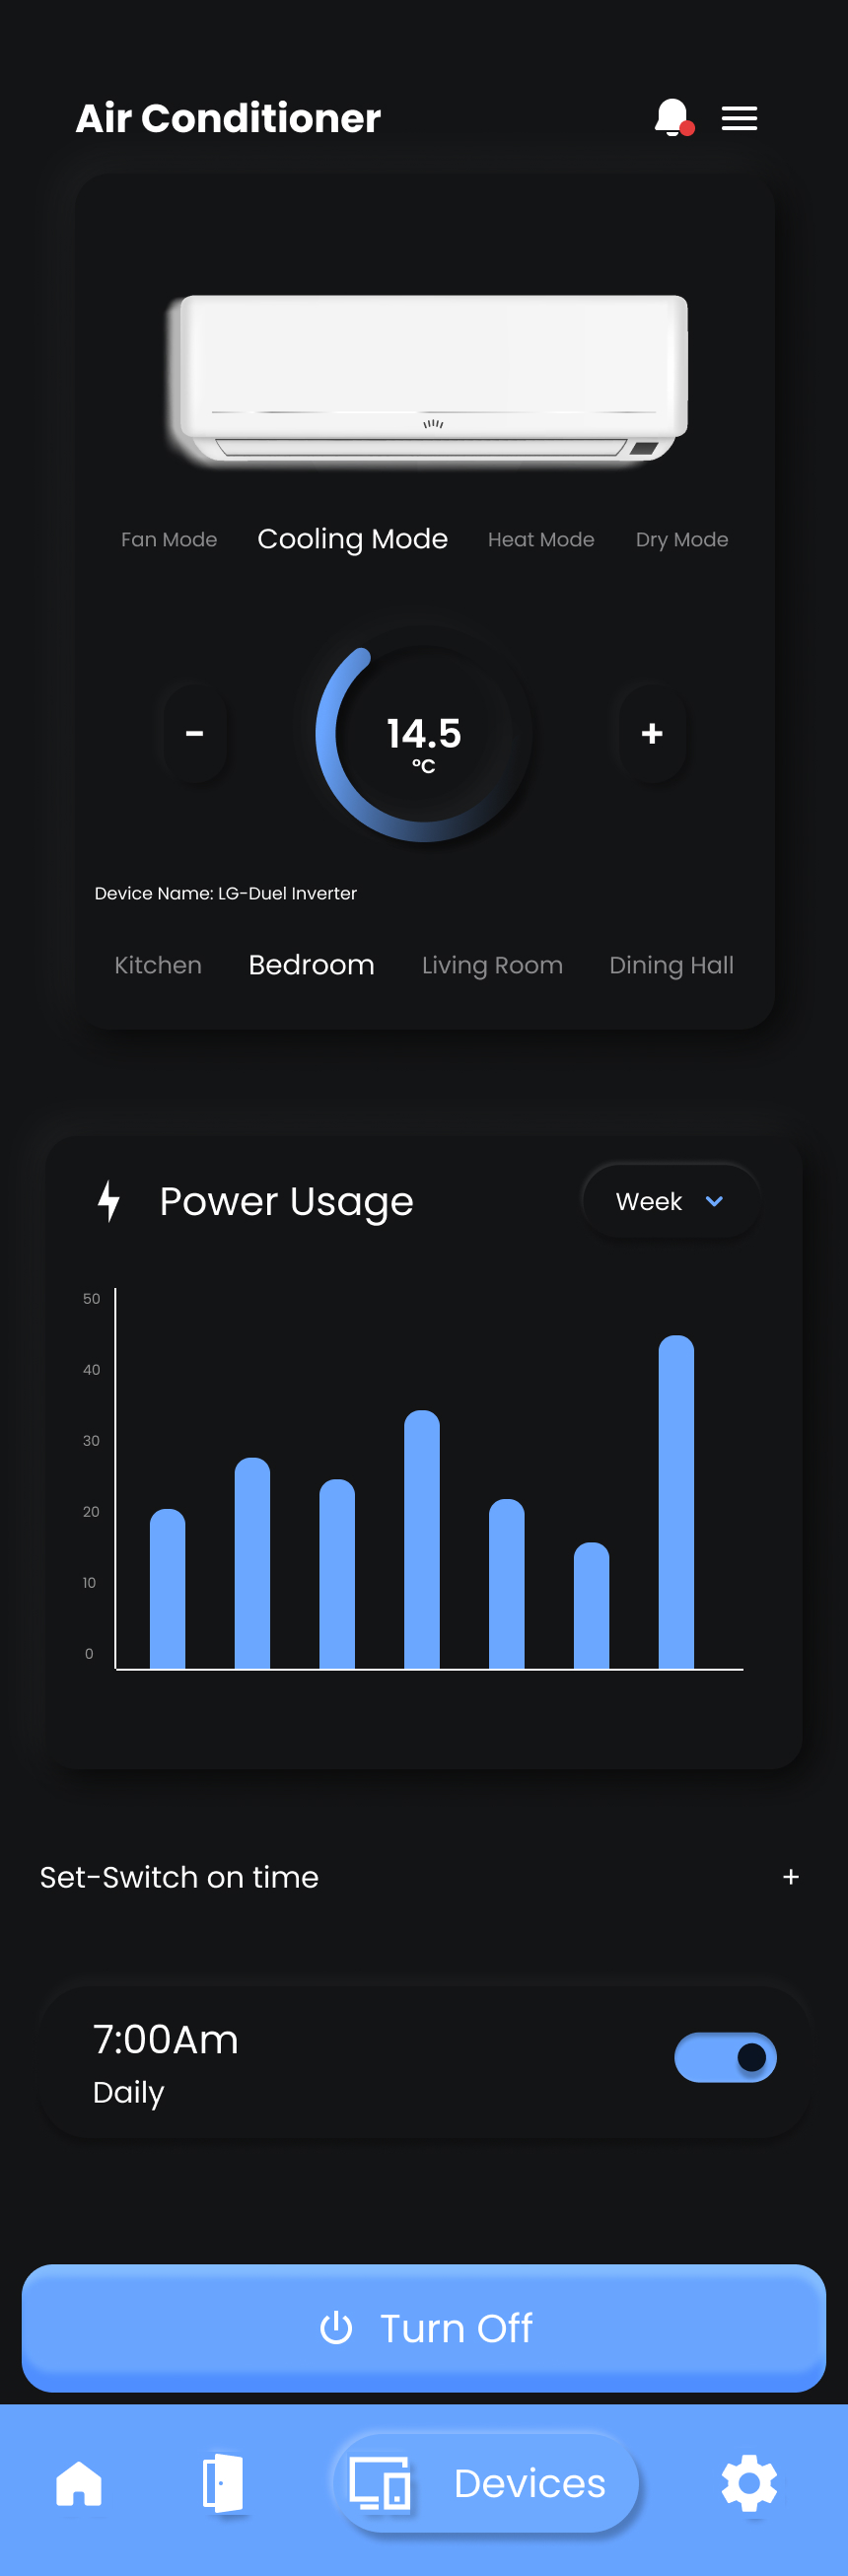 Air Conditioner
Fan Mode Cooling Mode Heat Mode Dry Mode
- 14.5 +
°C
Device Name: LG-Duel Inverter
Kitchen Bedroom Living Room Dining Hall
Power Usage Week
50
40
30
20
10
0
Set-Switch on time +
7:00Am
Daily
Turn Off
Devices